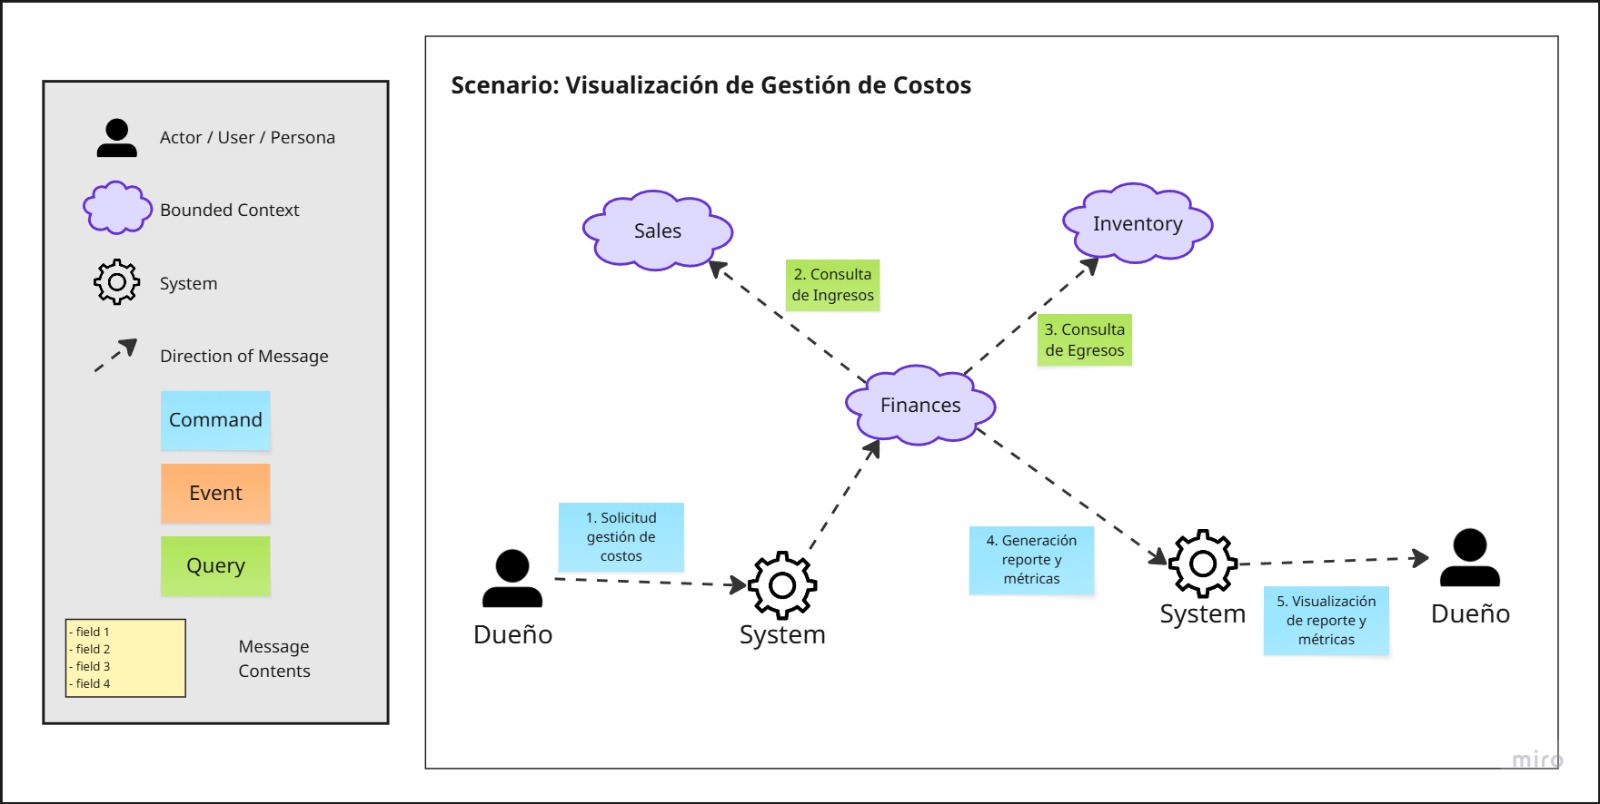 Actor / User / Persona
Bounded Context
System
Direction of Message
Command
Event
Query
- field 1
- field 2
- field 3
- field 4
Message
Contents
Scenario: Visualización de Gestión de Costos
Sales
Inventory
2. Consulta
de Ingresos
3. Consulta
de Egresos
Finances
1. Solicitud
gestión de
costos
4. Generación
reporte y
métricas
Dueño
System
System
5. Visualización
de reporte y
métricas
Dueño
miro